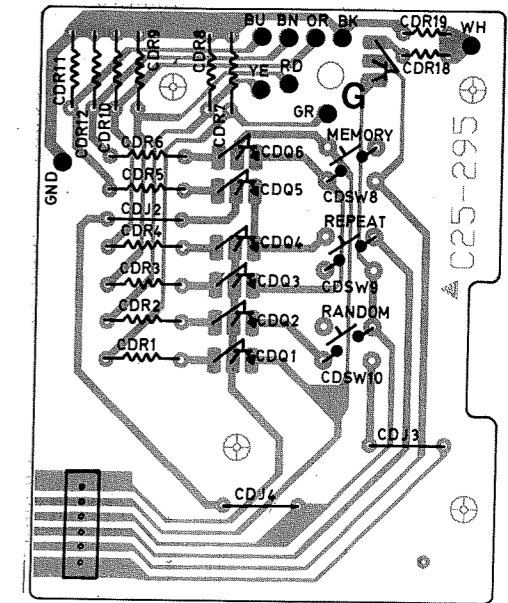 BU BN OR BK
CDR19
WH
CDR18
CDR11
CDR12
CDR10
CDR9
CDR8
CDR7
YE
RD
G
GR
GND
MEMORY
CDR6
CDQ6
CDR5
CDQ5
CDSW8
CDJ2
REPEAT
CDR4
CDQ4
CDR3
CDQ3
CDSW9
CDR2
CDQ2
RANDOM
CDR1
CDQ1
CDSW10
C25-295
CDJ3
CDJ4